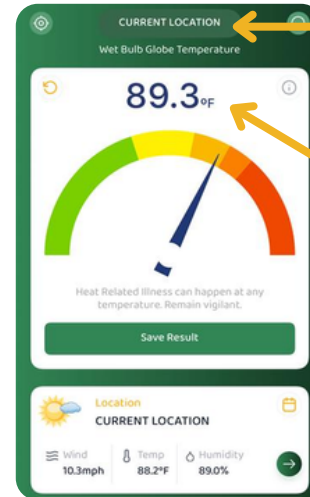 CURRENT LOCATION
Wet Bulb Globe Temperature
89.3°F
Heat Related Illness can happen at any
temperature. Remain vigilant.
Save Result
Location
CURRENT LOCATION
Wind Temp Humidity
10.3mph 88.2°F 89.0%